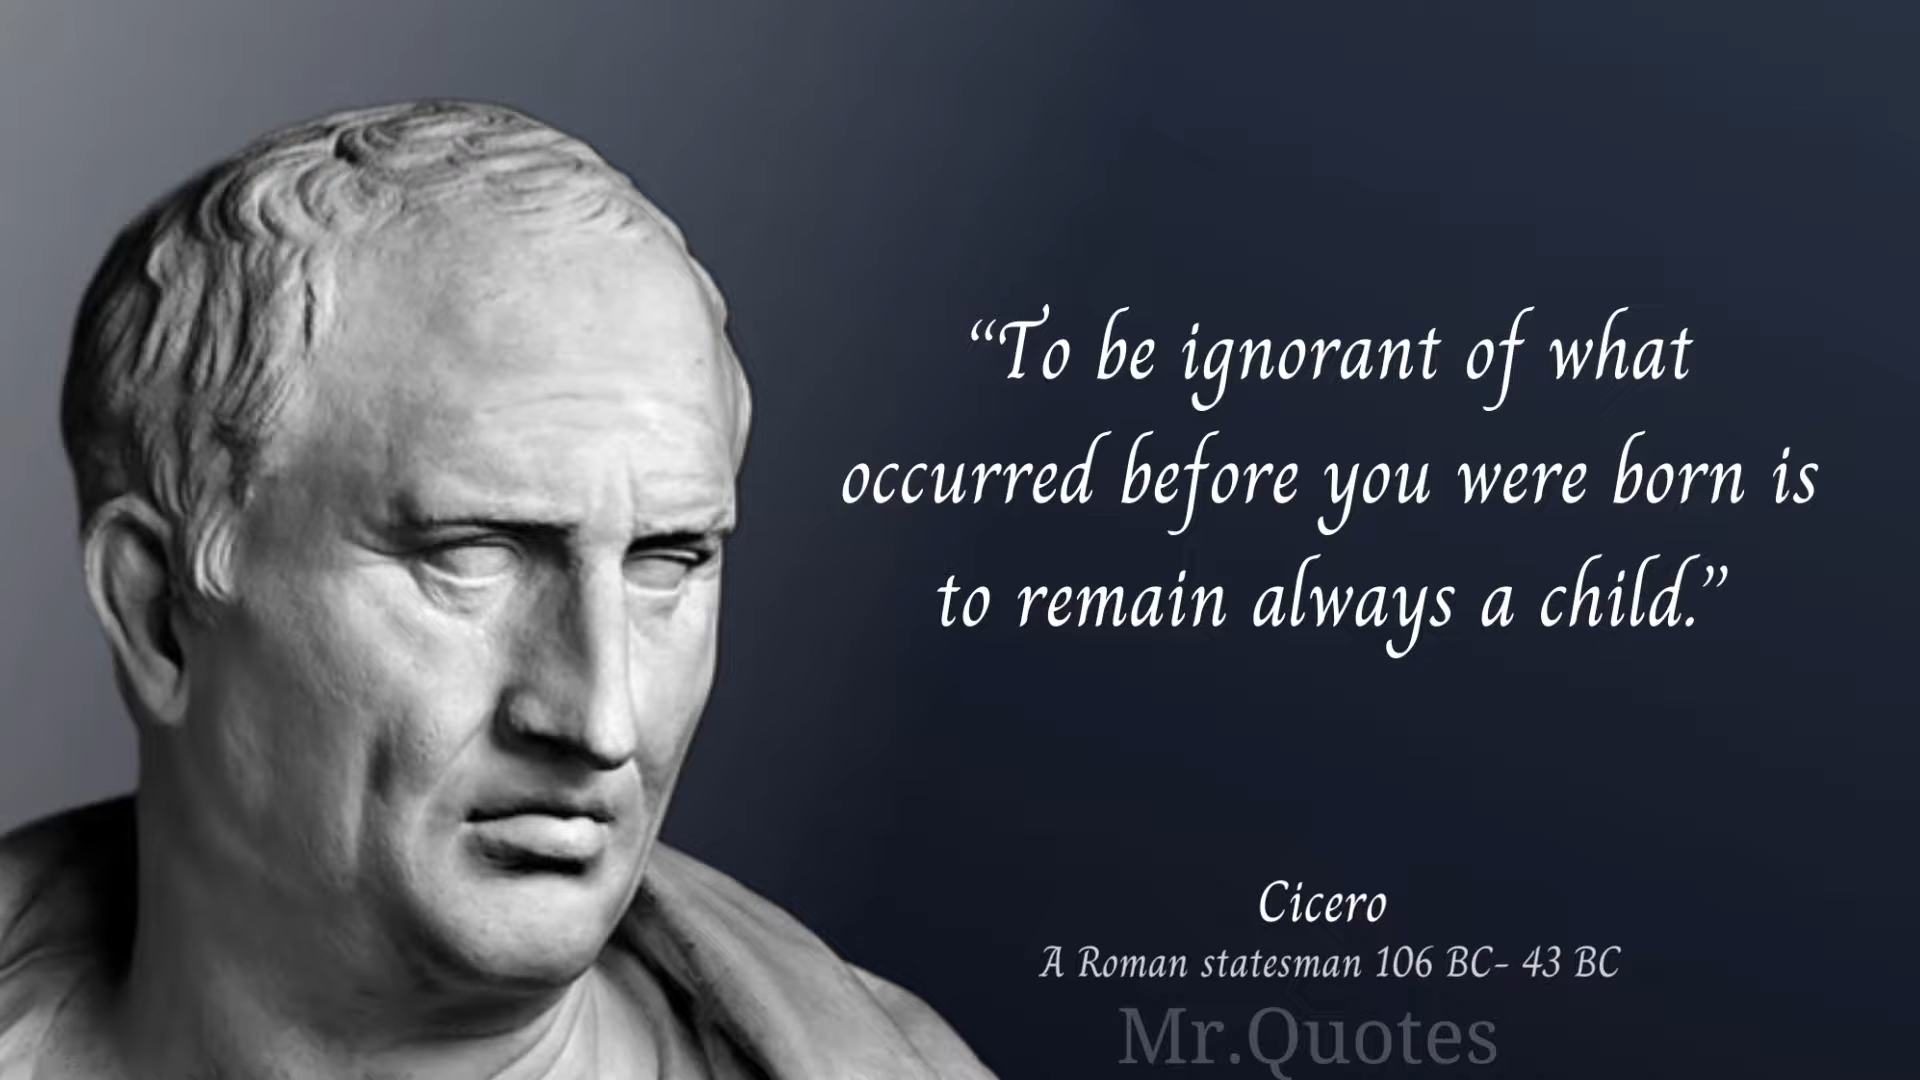 “To be ignorant of what
occurred before you were born is
to remain always a child.”
Cicero
A Roman statesman 106 BC- 43 BC
Mr.Quotes